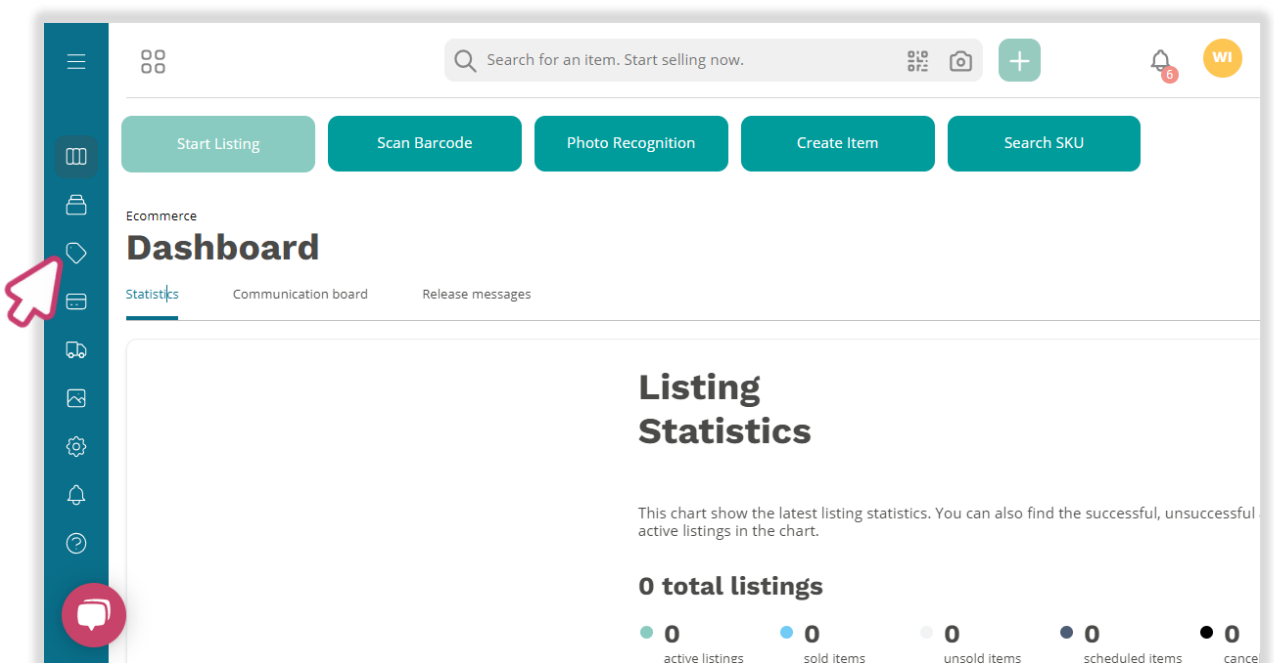 Search for an item. Start selling now.
6
WI
Start Listing
Scan Barcode
Photo Recognition
Create Item
Search SKU
Ecommerce
Dashboard
Statistics
Communication board
Release messages
Listing
Statistics
This chart show the latest listing statistics. You can also find the successful, unsuccessful
active listings in the chart.
0 total listings
0
0
0
0
0
active listings
sold items
unsold items
scheduled items
cancel